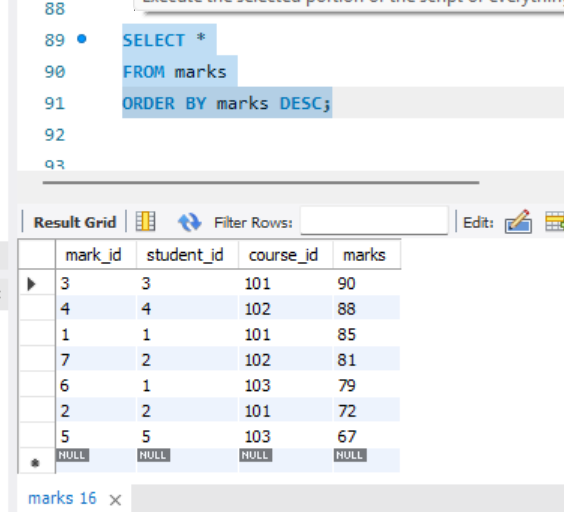 88
Execute the selected portion of the script or everything
89 SELECT *
90 FROM marks
91 ORDER BY marks DESC;
92
93
Result Grid Filter Rows: Edit:
mark_id student_id course_id marks
3 3 101 90
4 4 102 88
1 1 101 85
7 2 102 81
6 1 103 79
2 2 101 72
5 5 103 67
NULL NULL NULL NULL
marks 16